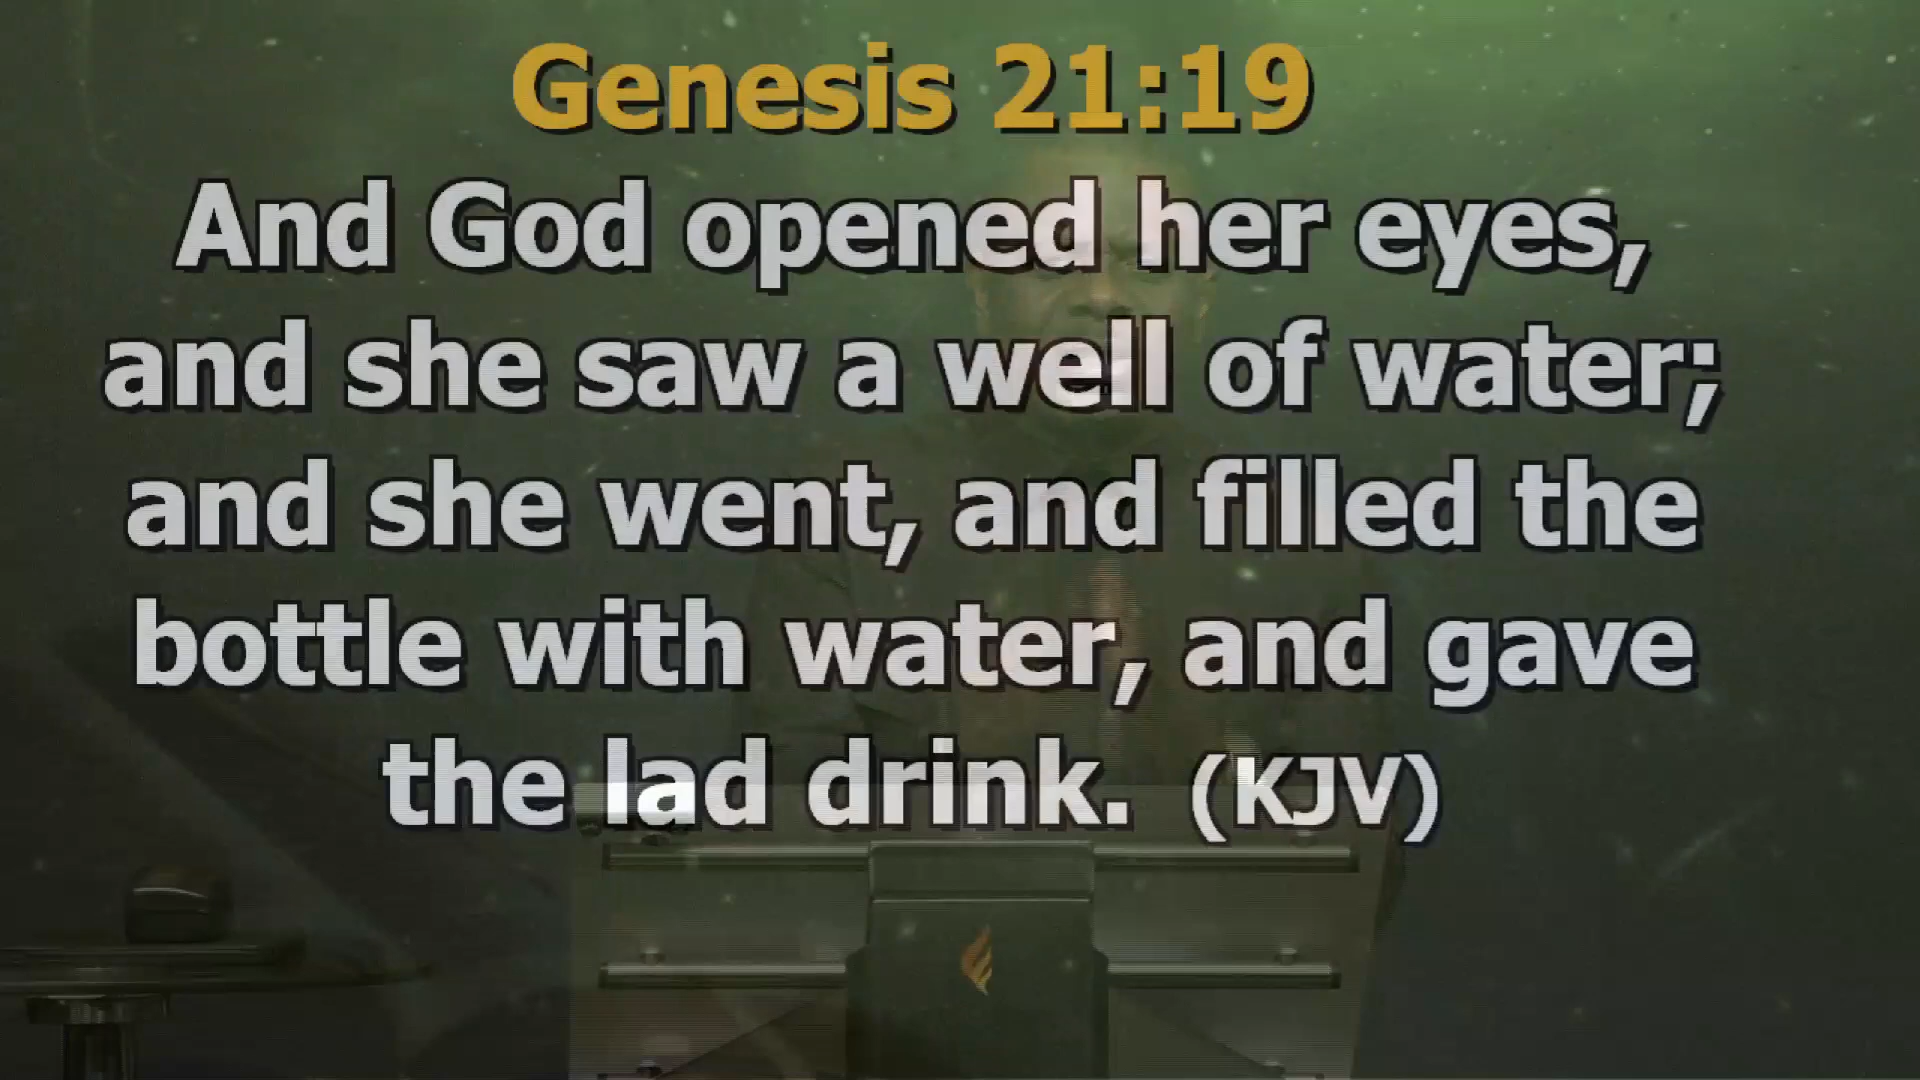 Genesis 21:19
And God opened her eyes,
and she saw a well of water;
and she went, and filled the
bottle with water, and gave
the lad drink. (KJV)